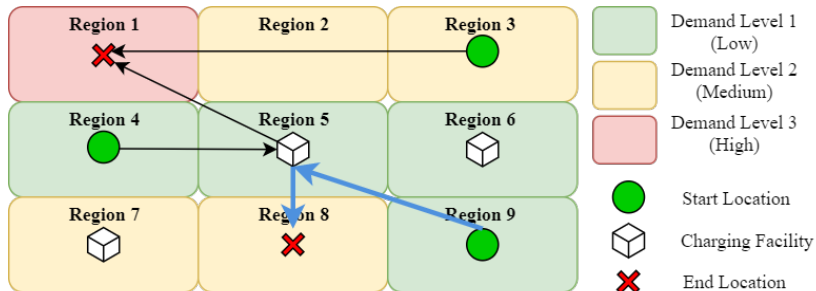 Region 1
Region 2
Region 3
Region 4
Region 5
Region 6
Region 7
Region 8
Region 9
Demand Level 1
(Low)
Demand Level 2
(Medium)
Demand Level 3
(High)
Start Location
Charging Facility
End Location